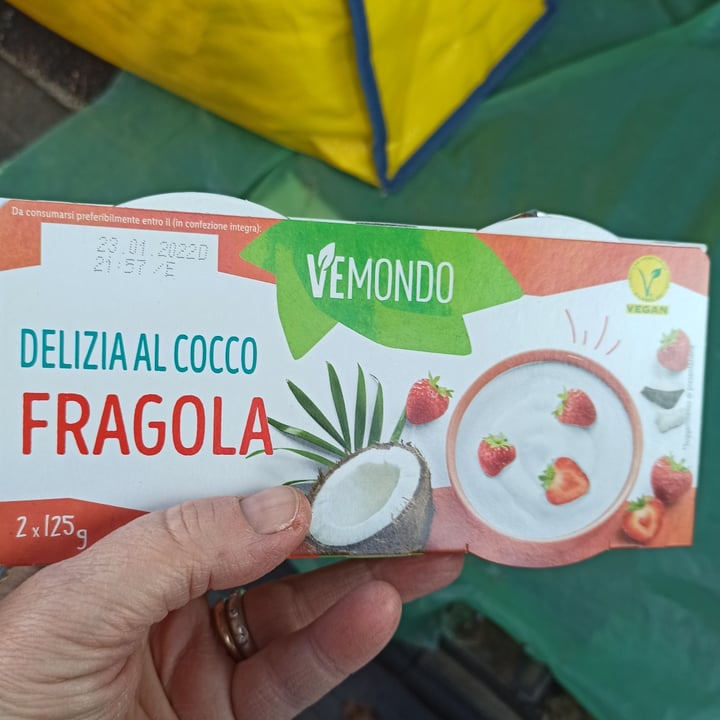 Da consumarsi preferibilmente entro il (in confezione integra):
23.01.2022D
21:57 /E
VEMONDO
VEGAN
DELIZIA AL COCCO
FRAGOLA
2 x 125g